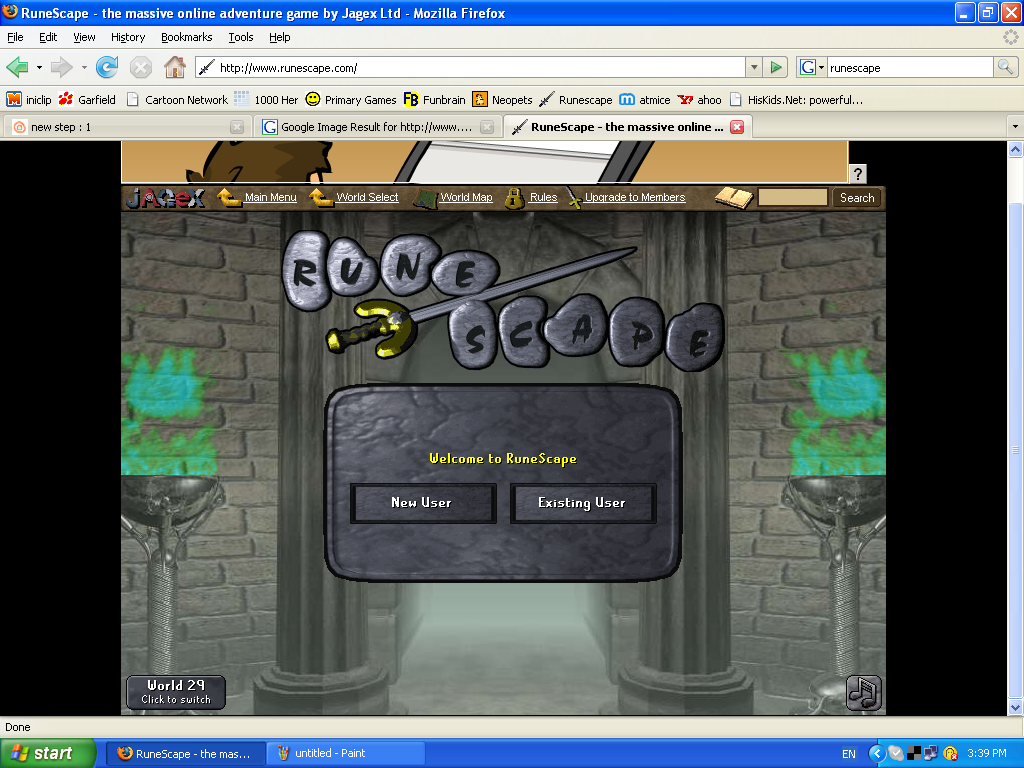 RuneScape - the massive online adventure game by Jagex Ltd - Mozilla Firefox
File Edit View History Bookmarks Tools Help
http://www.runescape.com/ G runescape
iniclip Garfield Cartoon Network 1000 Her Primary Games FB Funbrain Neopets Runescape atmice ahoo HisKids.Net: powerful...
new step : 1 G Google Image Result for http://www.... RuneScape - the massive online ...
?
JAGEX Main Menu World Select World Map Rules Upgrade to Members Search
RUNE
SCAPE
Welcome to RuneScape
New User Existing User
World 29
Click to switch
Done
start RuneScape - the mas... untitled - Paint EN 3:39 PM